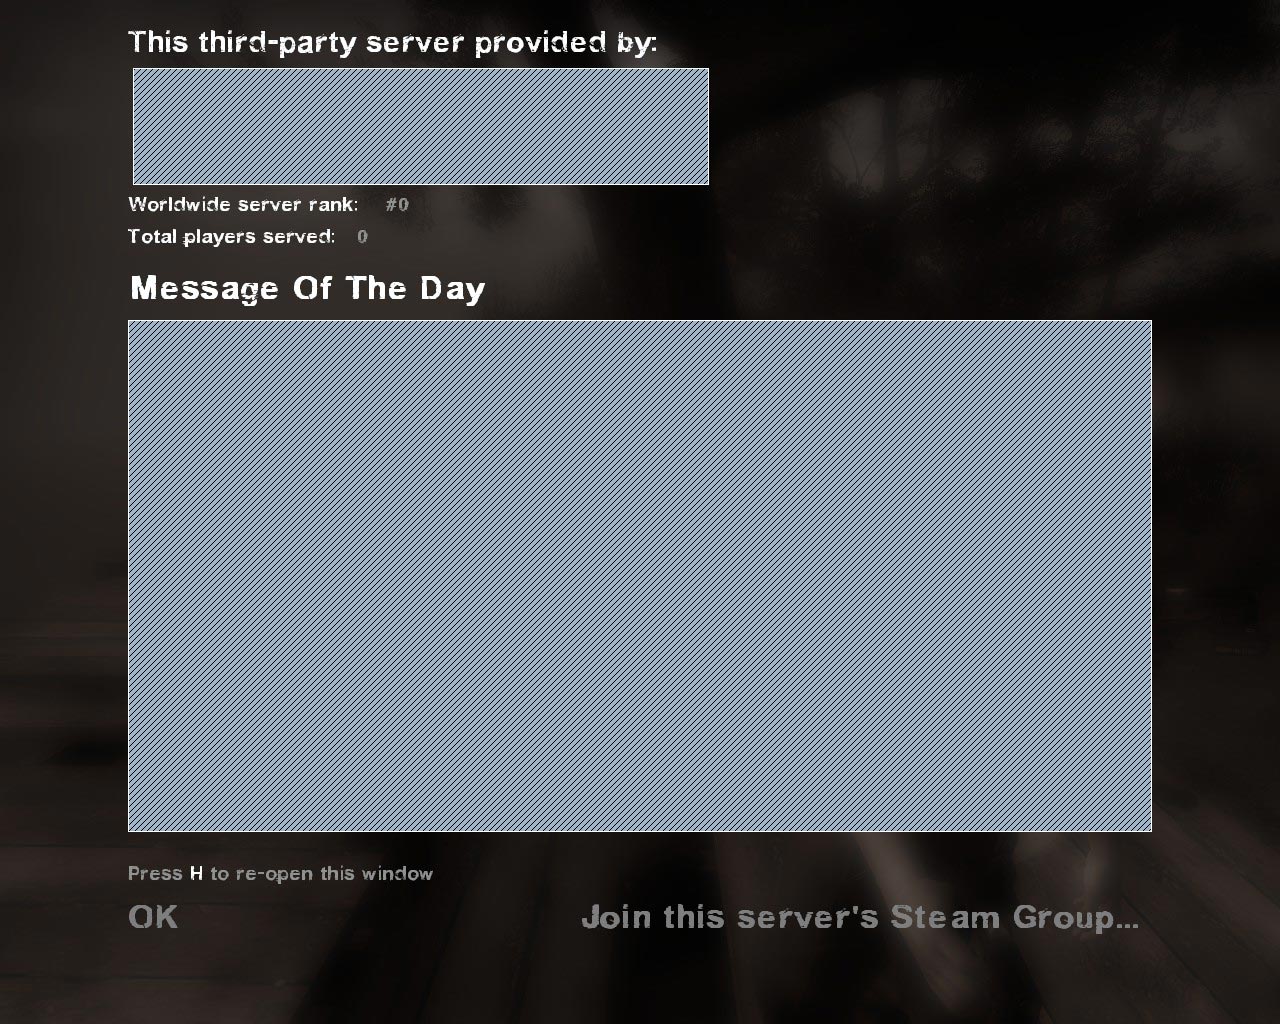 This third-party server provided by:
Worldwide server rank: #0
Total players served: 0
Message Of The Day
Press H to re-open this window
OK
Join this server's Steam Group...